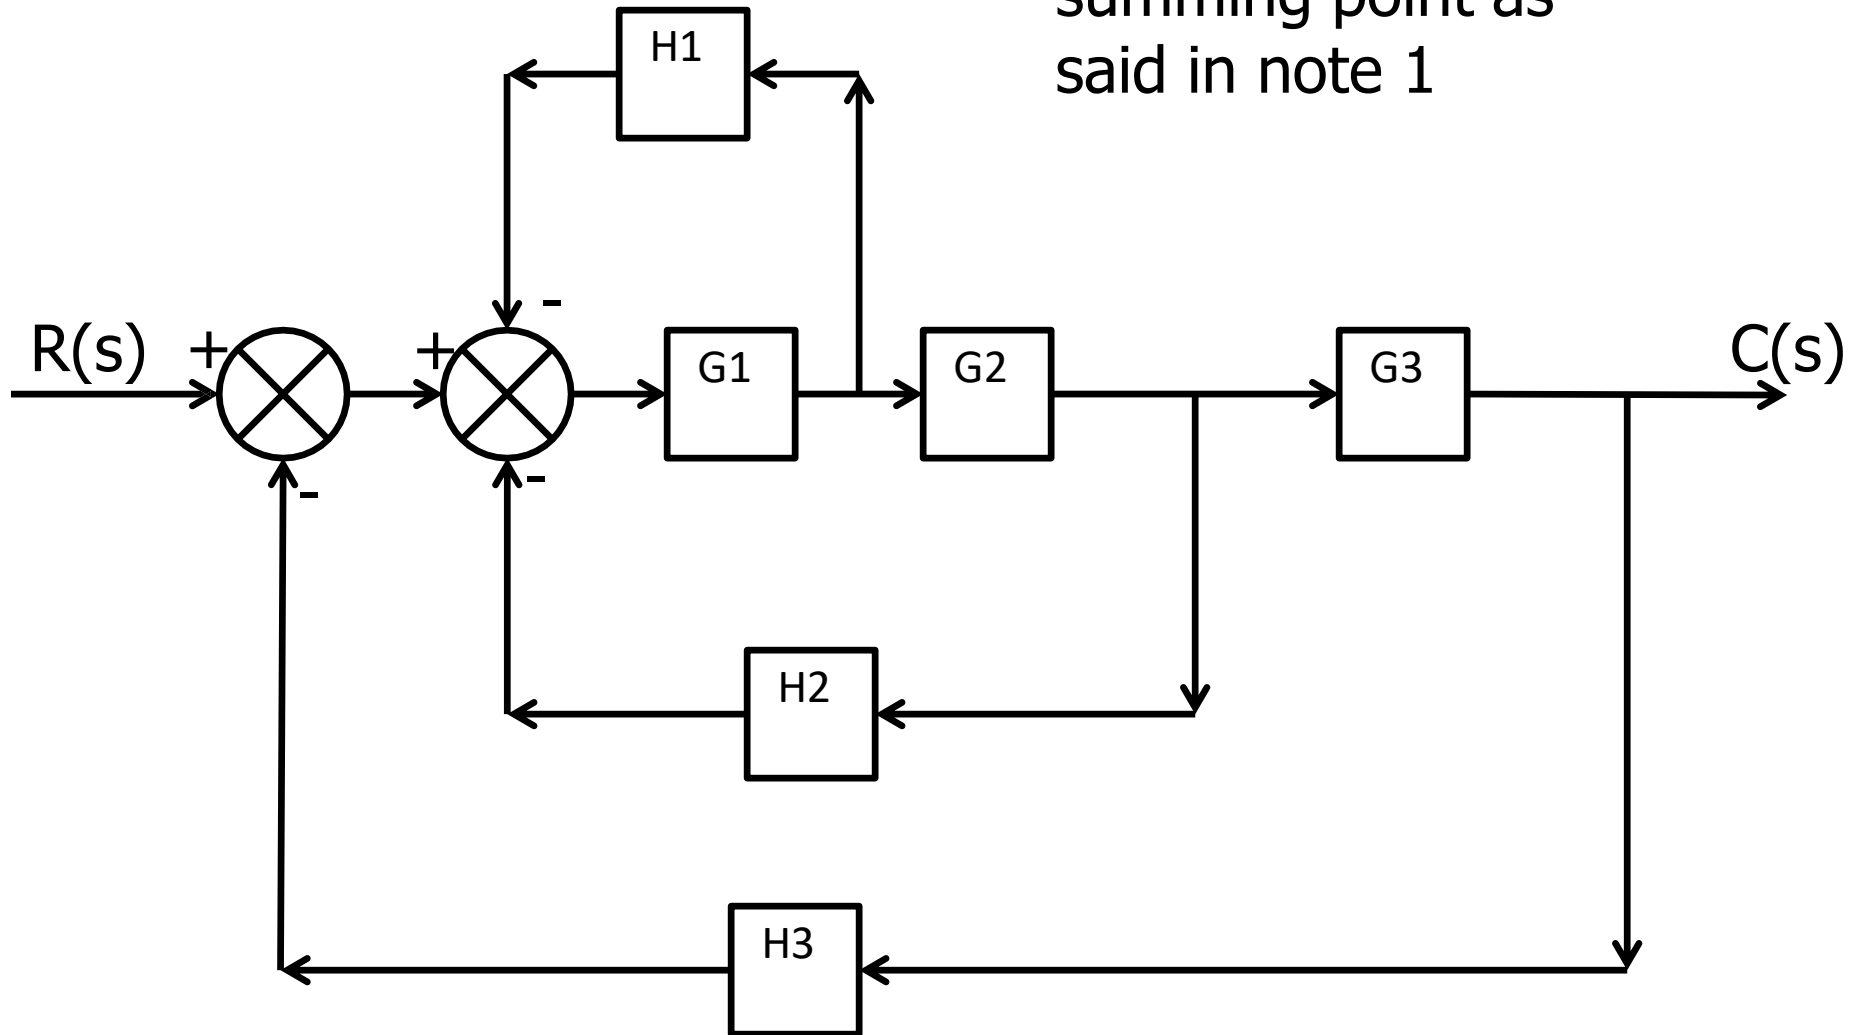 summing point as
said in note 1
H1
-
R(s)
+
+
G1
G2
G3
C(s)
-
-
H2
H3